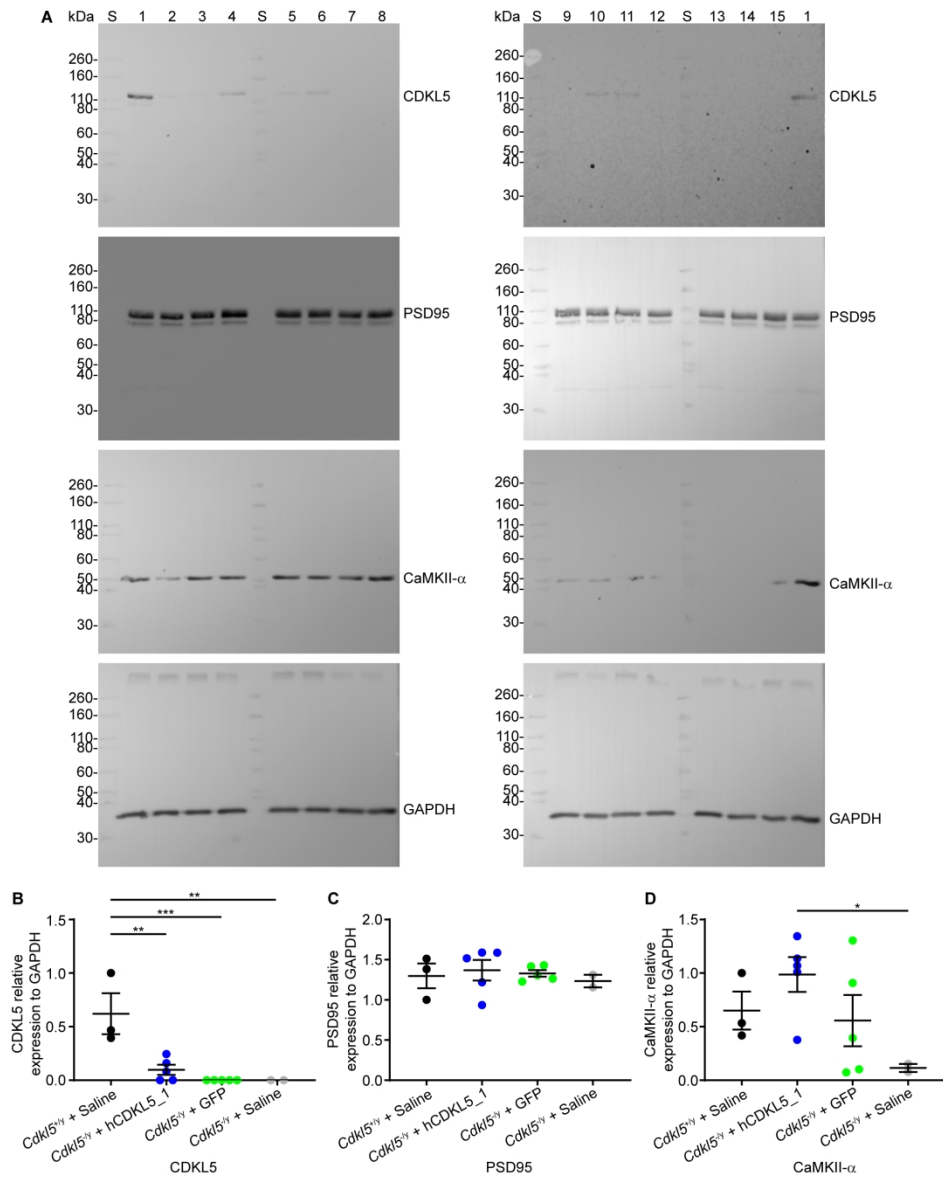 A kDa S 1 2 3 4 S 5 6 7 8
260-
160-
110-
80-
60-
50-
40-
30-
CDKL5
260-
160-
110-
80-
60-
50-
40-
30-
PSD95
260-
160-
110-
80-
60-
50-
40-
30-
CaMKII-α
260-
160-
110-
80-
60-
50-
40-
30-
GAPDH
kDa S 9 10 11 12 S 13 14 15 1
260-
160-
110-
80-
60-
50-
40-
30-
CDKL5
260-
160-
110-
80-
60-
50-
40-
30-
PSD95
260-
160-
110-
80-
60-
50-
40-
30-
CaMKII-α
260-
160-
110-
80-
60-
50-
40-
30-
GAPDH
B
CDKL5 relative
expression to GAPDH
1.5
1.0
0.5
0.0
**
***
**
Cdkl5+/y + Saline
Cdkl5-/y + hCDKL5_1
Cdkl5-/y + GFP
Cdkl5-/y + Saline
CDKL5
C
PSD95 relative
expression to GAPDH
2.0
1.5
1.0
0.5
0.0
Cdkl5+/y + Saline
Cdkl5-/y + hCDKL5_1
Cdkl5-/y + GFP
Cdkl5-/y + Saline
PSD95
D
CaMKII-α relative
expression to GAPDH
1.5
1.0
0.5
0.0
*
Cdkl5+/y + Saline
Cdkl5-/y + hCDKL5_1
Cdkl5-/y + GFP
Cdkl5-/y + Saline
CaMKII-α